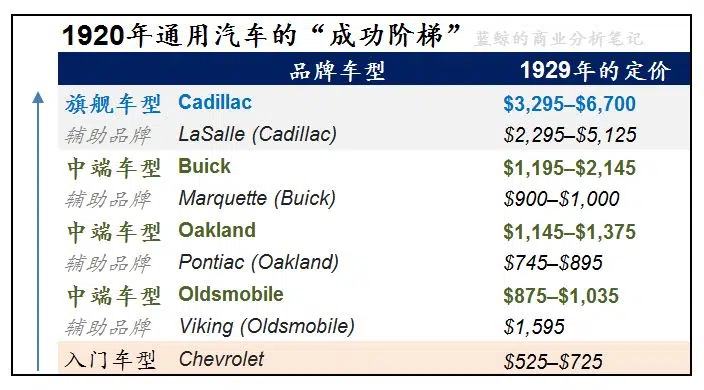 1920年通用汽车的“成功阶梯” 蓝鲸的商业分析笔记
品牌车型 1929年的定价
旗舰车型 Cadillac $3,295–$6,700
辅助品牌 LaSalle (Cadillac) $2,295–$5,125
中端车型 Buick $1,195–$2,145
辅助品牌 Marquette (Buick) $900–$1,000
中端车型 Oakland $1,145–$1,375
辅助品牌 Pontiac (Oakland) $745–$895
中端车型 Oldsmobile $875–$1,035
辅助品牌 Viking (Oldsmobile) $1,595
入门车型 Chevrolet $525–$725